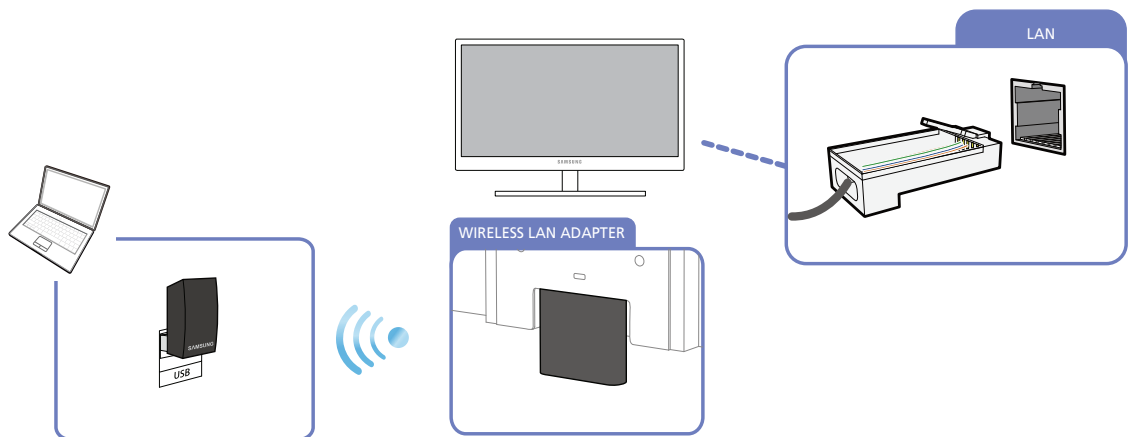 LAN
SAMSUNG
WIRELESS LAN ADAPTER
SAMSUNG
USB